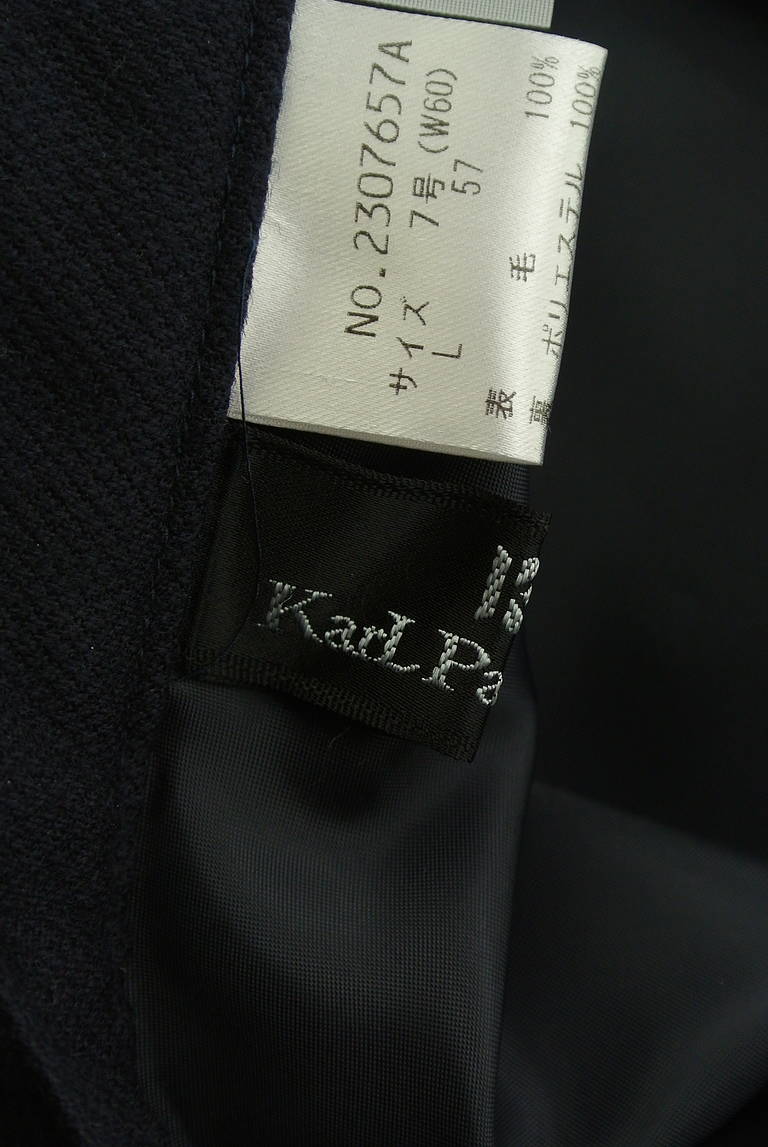 NO.2307657A
サイズ 7号(W60)
L 57
表 毛 100%
裏 ポリエステル 100%
K
KarL Pa